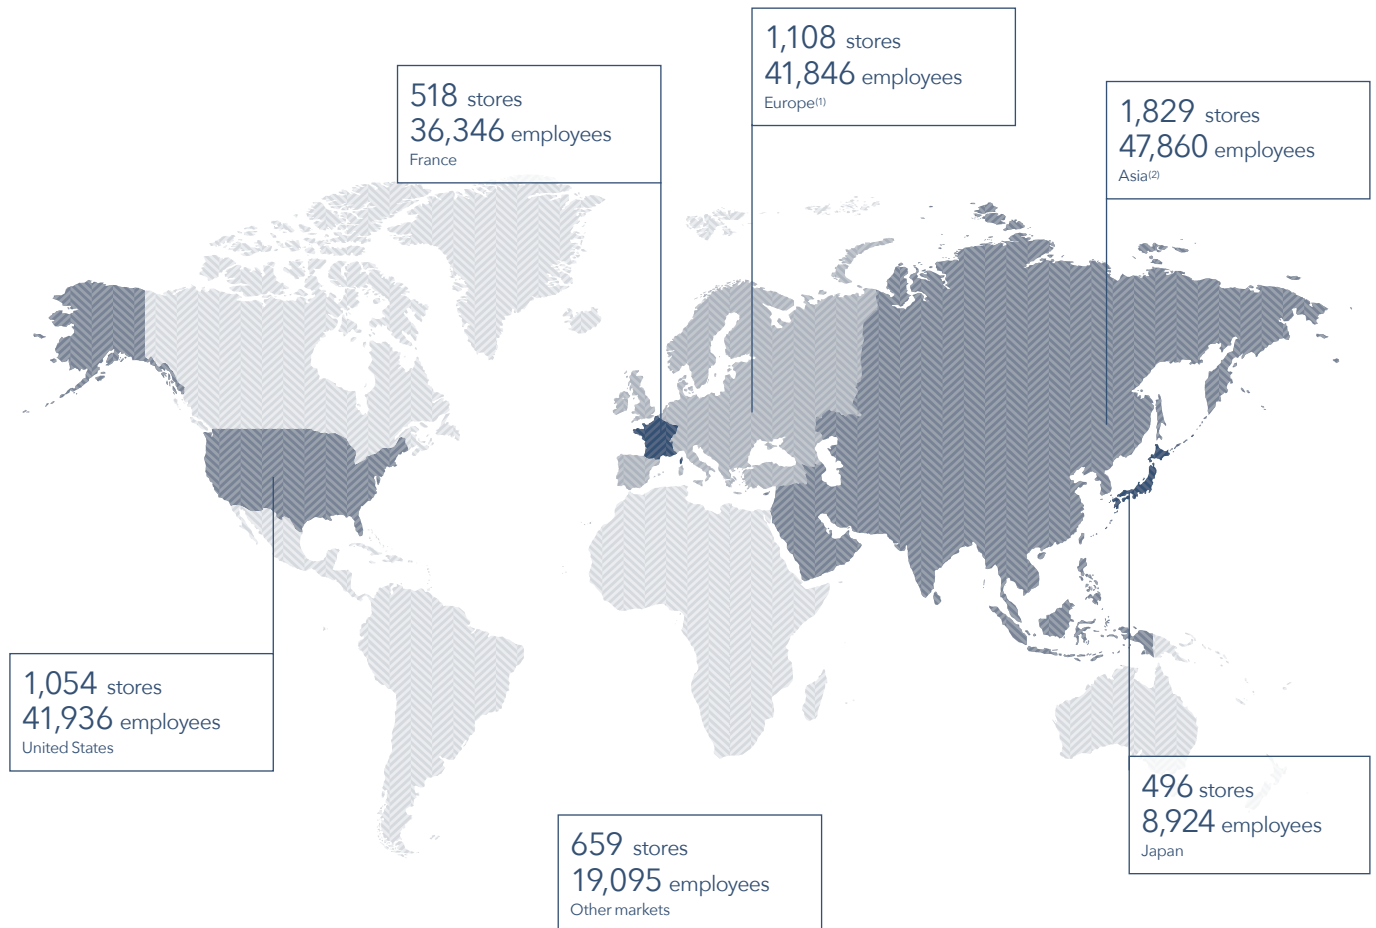 1,108 stores
41,846 employees
Europe(1)
518 stores
36,346 employees
France
1,829 stores
47,860 employees
Asia(2)
1,054 stores
41,936 employees
United States
496 stores
8,924 employees
Japan
659 stores
19,095 employees
Other markets